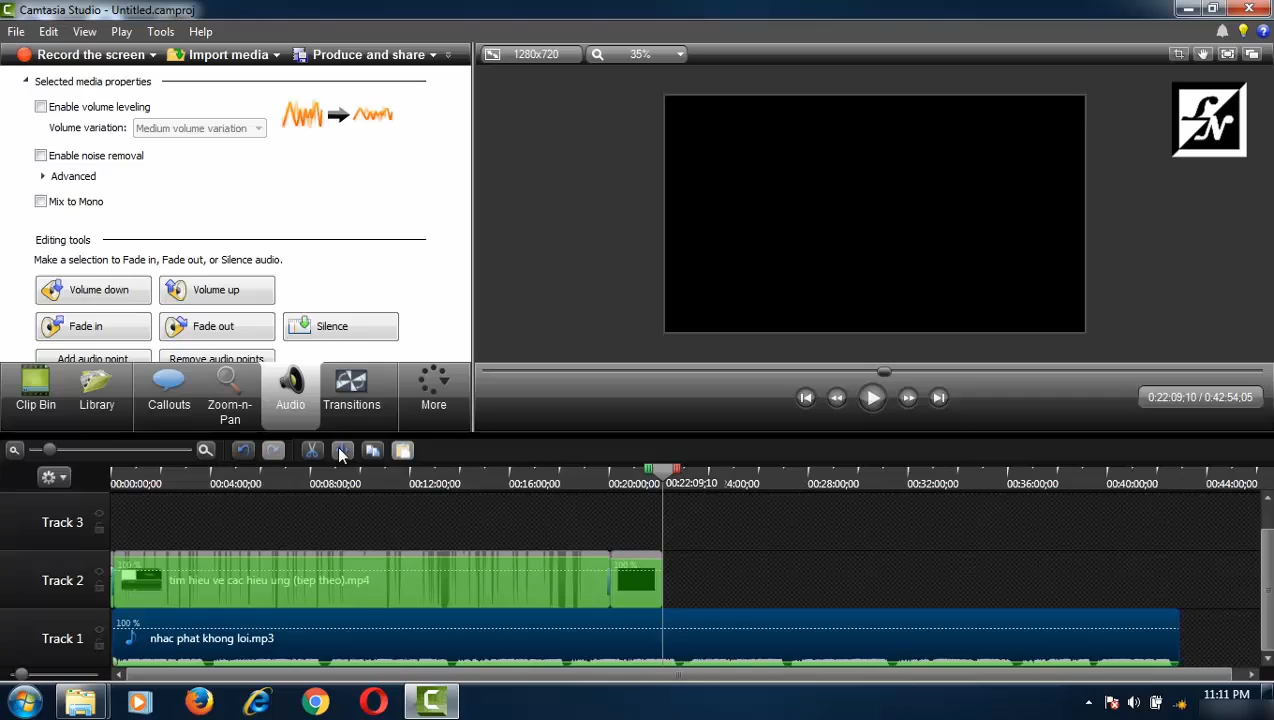 Camtasia Studio - Untitled.camproj
File Edit View Play Tools Help
Record the screen Import media Produce and share
1280x720 35%
Selected media properties
Enable volume leveling
Volume variation: Medium volume variation
Enable noise removal
Advanced
Mix to Mono
LN
Editing tools
Make a selection to Fade in, Fade out, or Silence audio.
Volume down Volume up
Fade in Fade out Silence
Add audio point Remove audio points
Clip Bin Library Callouts Zoom-n-Pan Audio Transitions More
0:22:09;10 / 0:42:54;05
00:00:00;00 00:04:00;00 00:08:00;00 00:12:00;00 00:16:00;00 00:20:00;00 00:22:09;10 24:00;00 00:28:00;00 00:32:00;00 00:36:00;00 00:40:00;00 00:44:00;00
Track 3
100 % 100 %
Track 2 tim hieu ve cac hieu ung (tiep theo).mp4
100 %
Track 1 nhac phat khong loi.mp3
11:11 PM